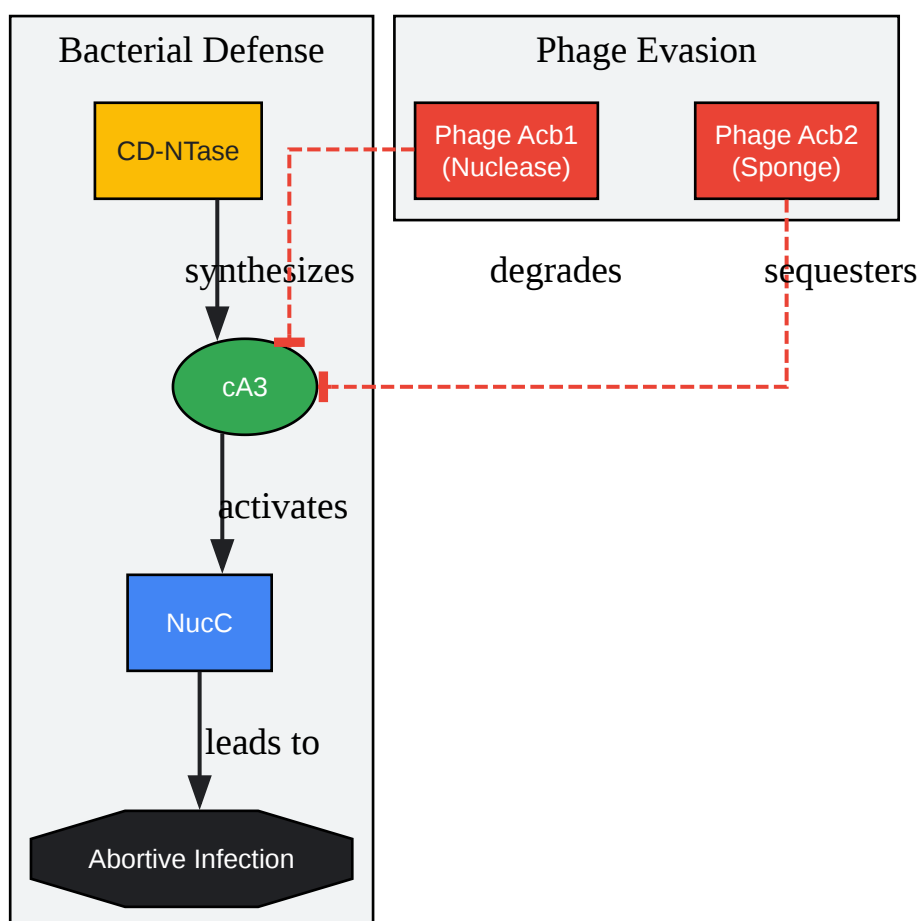 Bacterial Defense
Phage Evasion
CD-NTase
Phage Acb1
(Nuclease)
Phage Acb2
(Sponge)
synthesizes
degrades
sequesters
cA3
activates
NucC
leads to
Abortive Infection